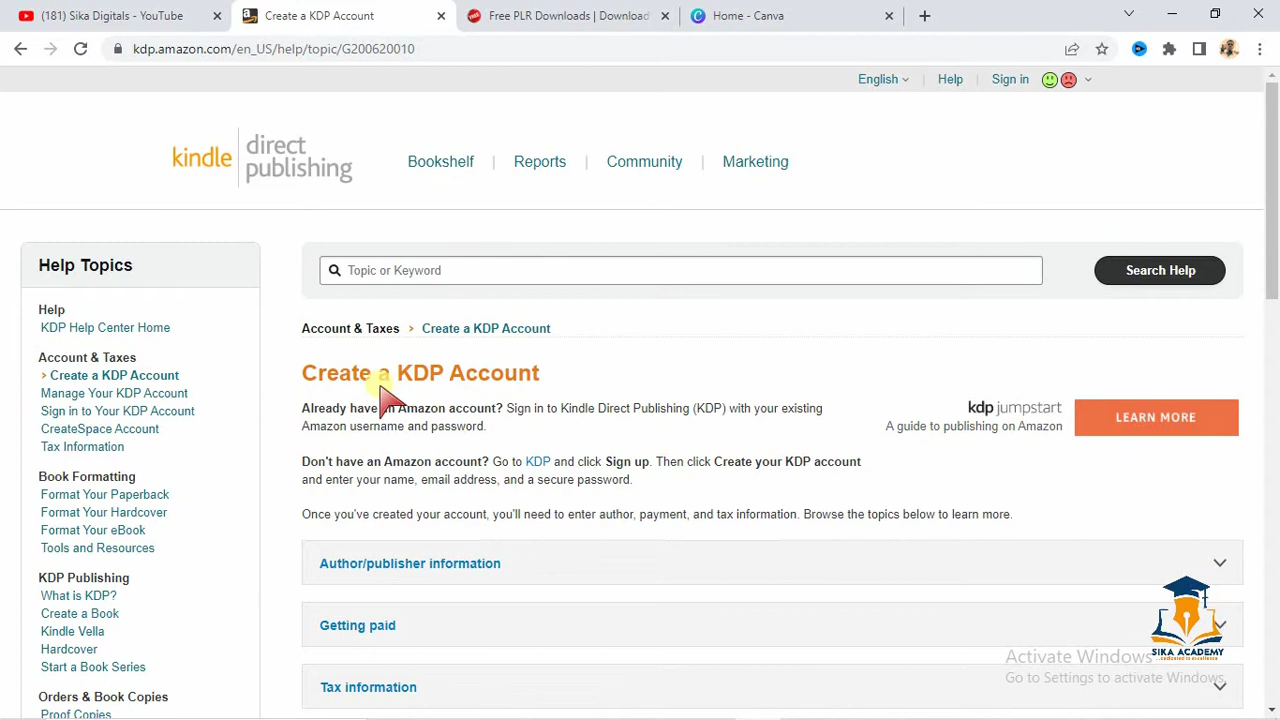 (181) Sika Digitals - YouTube
Create a KDP Account
Free PLR Downloads | Download
Home - Canva
kdp.amazon.com/en_US/help/topic/G200620010
English
Help
Sign in
kindle direct publishing
Bookshelf
Reports
Community
Marketing
Help Topics
Help
KDP Help Center Home
Account & Taxes
› Create a KDP Account
Manage Your KDP Account
Sign in to Your KDP Account
CreateSpace Account
Tax Information
Book Formatting
Format Your Paperback
Format Your Hardcover
Format Your eBook
Tools and Resources
KDP Publishing
What is KDP?
Create a Book
Kindle Vella
Hardcover
Start a Book Series
Orders & Book Copies
Proof Copies
Topic or Keyword
Search Help
Account & Taxes › Create a KDP Account
Create a KDP Account
Already have an Amazon account? Sign in to Kindle Direct Publishing (KDP) with your existing
Amazon username and password.
kdp jumpstart
A guide to publishing on Amazon
LEARN MORE
Don't have an Amazon account? Go to KDP and click Sign up. Then click Create your KDP account
and enter your name, email address, and a secure password.
Once you've created your account, you'll need to enter author, payment, and tax information. Browse the topics below to learn more.
Author/publisher information
Getting paid
Tax information
SIKA ACADEMY
...dedicated to excellence
Activate Windows
Go to Settings to activate Windows.